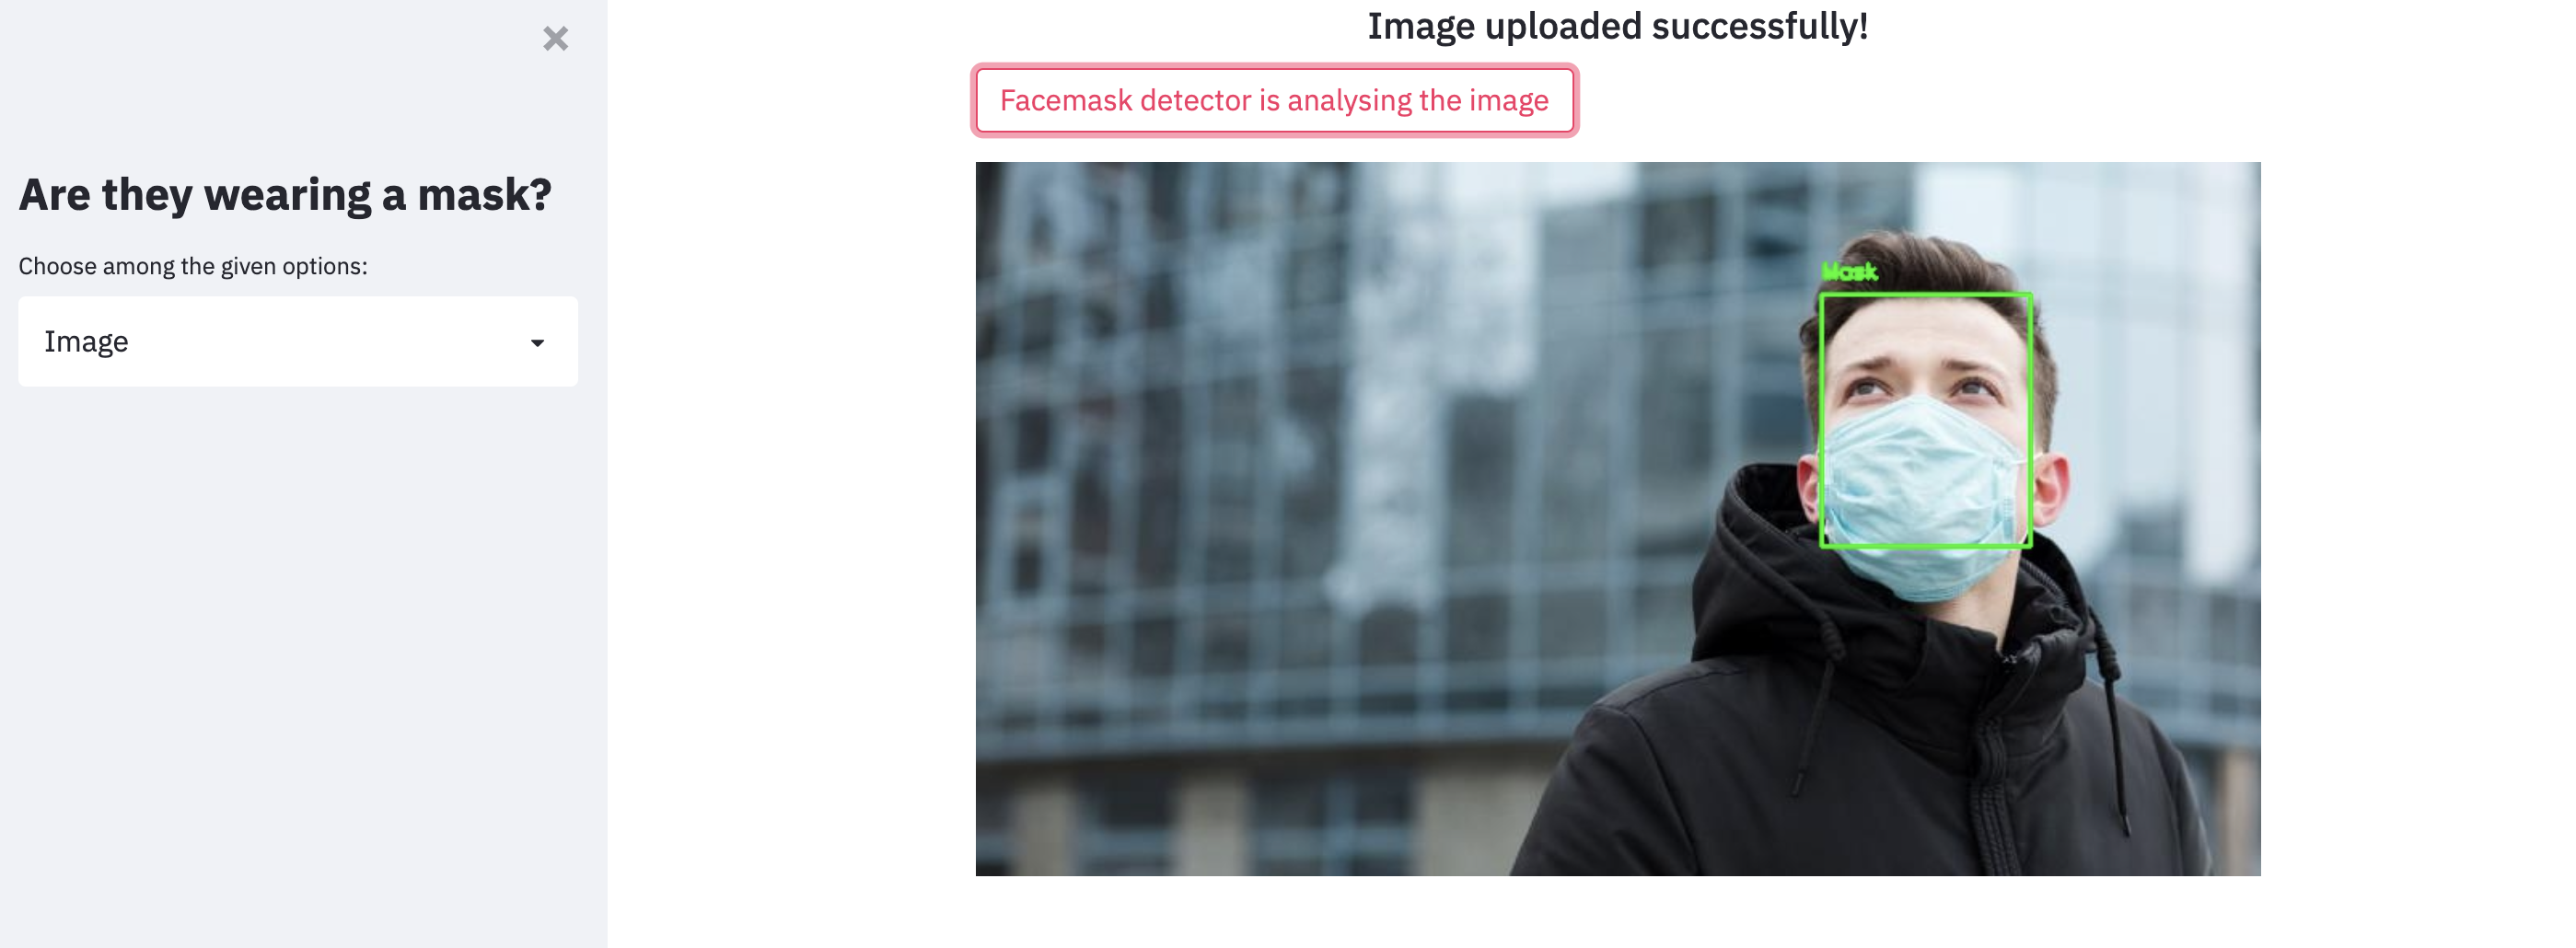 Image uploaded successfully!
Facemask detector is analysing the image
Are they wearing a mask?
Choose among the given options:
Image
Mask